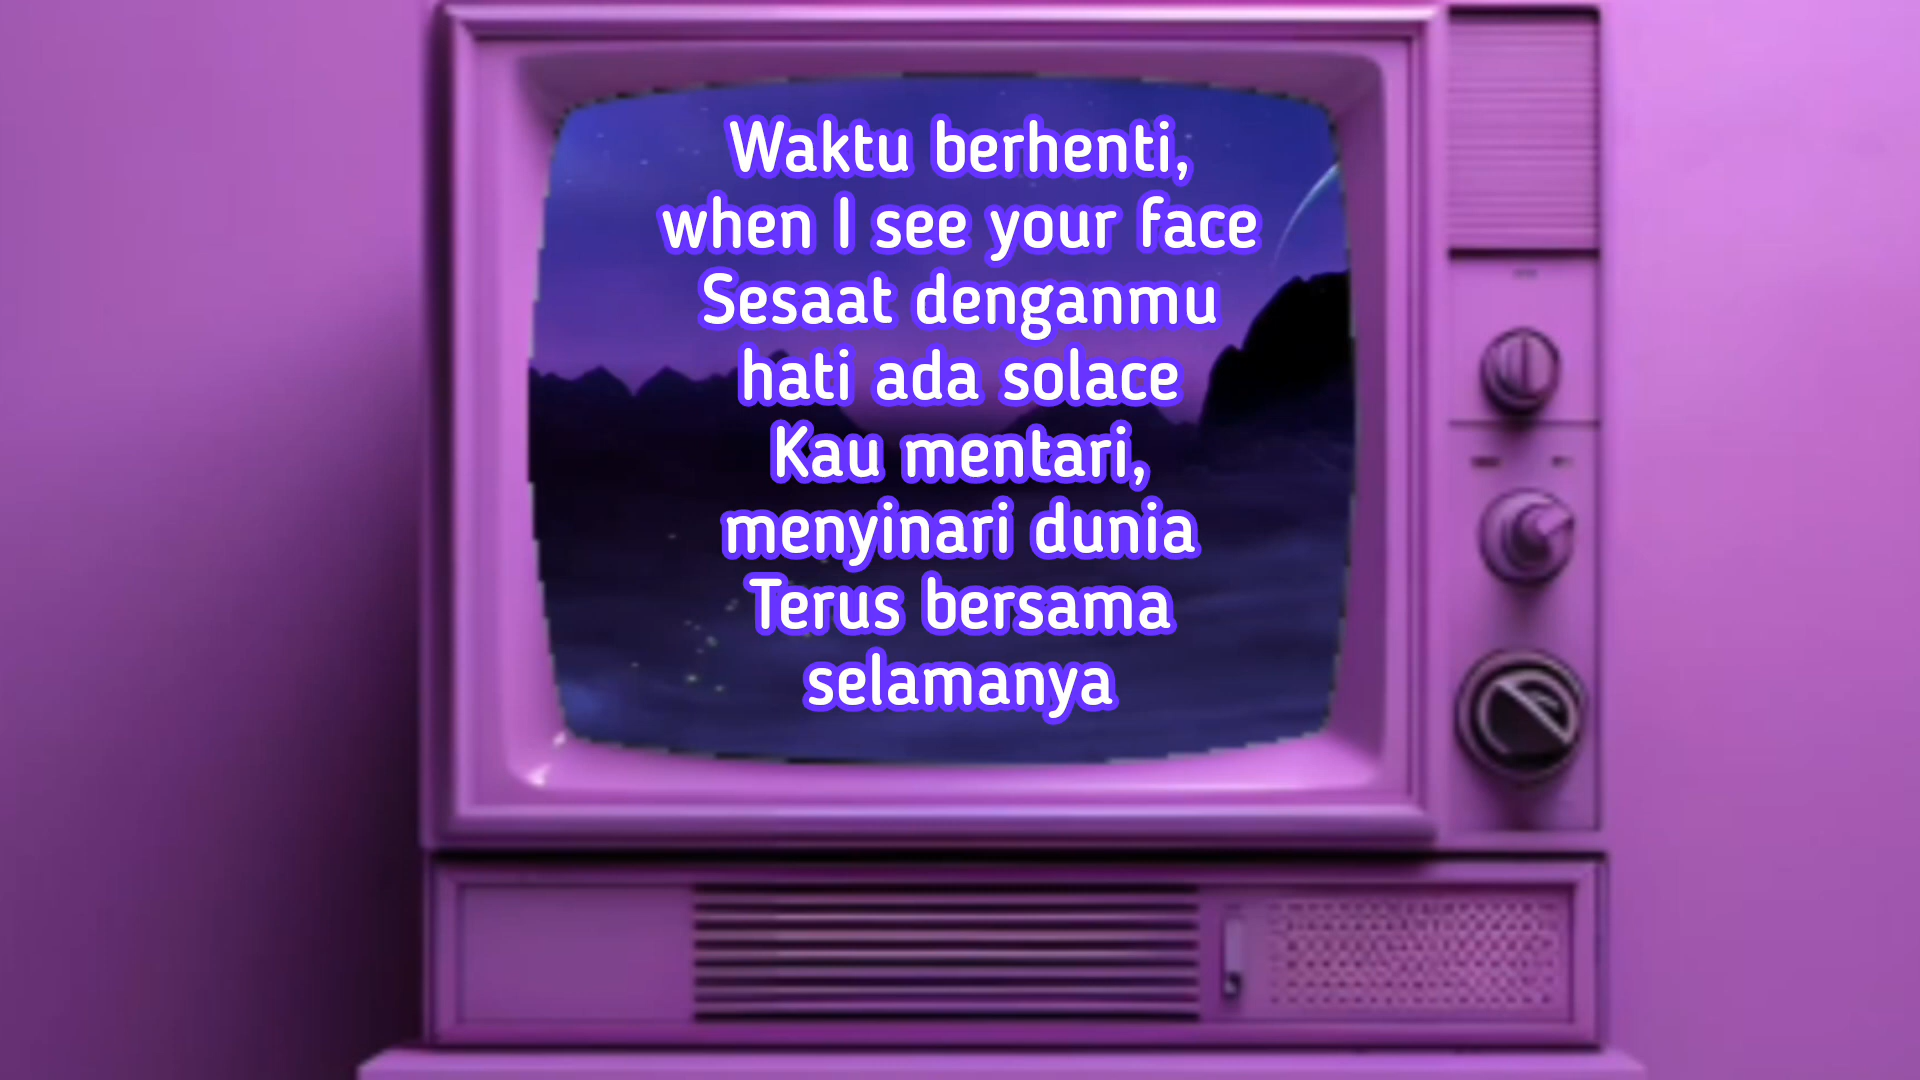 Waktu berhenti,
when I see your face
Sesaat denganmu
hati ada solace
Kau mentari,
menyinari dunia
Terus bersama
selamanya